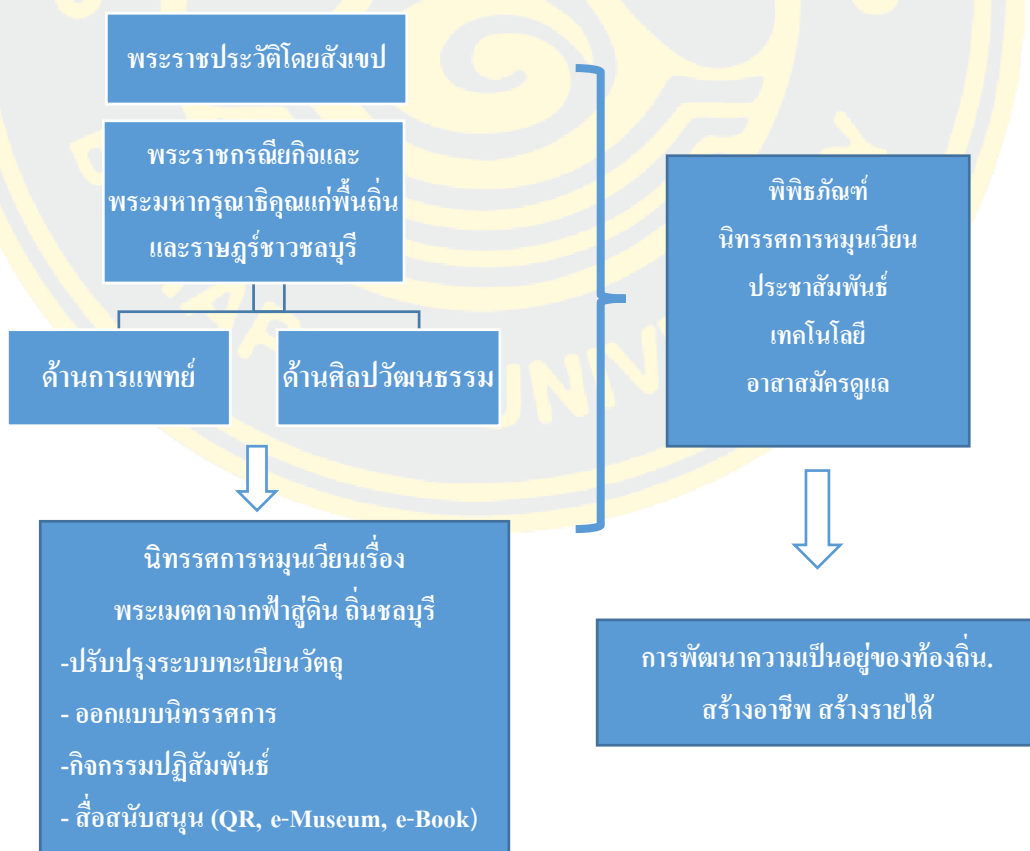 พระราชประวัติโดยสังเขป
พระราชกรณียกิจและ
พระมหากรุณาธิคุณแก่พื้นถิ่น
และราษฎร์ชาวชลบุรี
ด้านการแพทย์
ด้านศิลปวัฒนธรรม
นิทรรศการหมุนเวียนเรื่อง
พระเมตตาจากฟ้าสู่ดิน ถิ่นชลบุรี
-ปรับปรุงระบบทะเบียนวัตถุ
- ออกแบบนิทรรศการ
-กิจกรรมปฏิสัมพันธ์
- สื่อสนับสนุน (QR, e-Museum, e-Book)
พิพิธภัณฑ์
นิทรรศการหมุนเวียน
ประชาสัมพันธ์
เทคโนโลยี
อาสาสมัครดูแล
การพัฒนาความเป็นอยู่ของท้องถิ่น.
สร้างอาชีพ สร้างรายได้